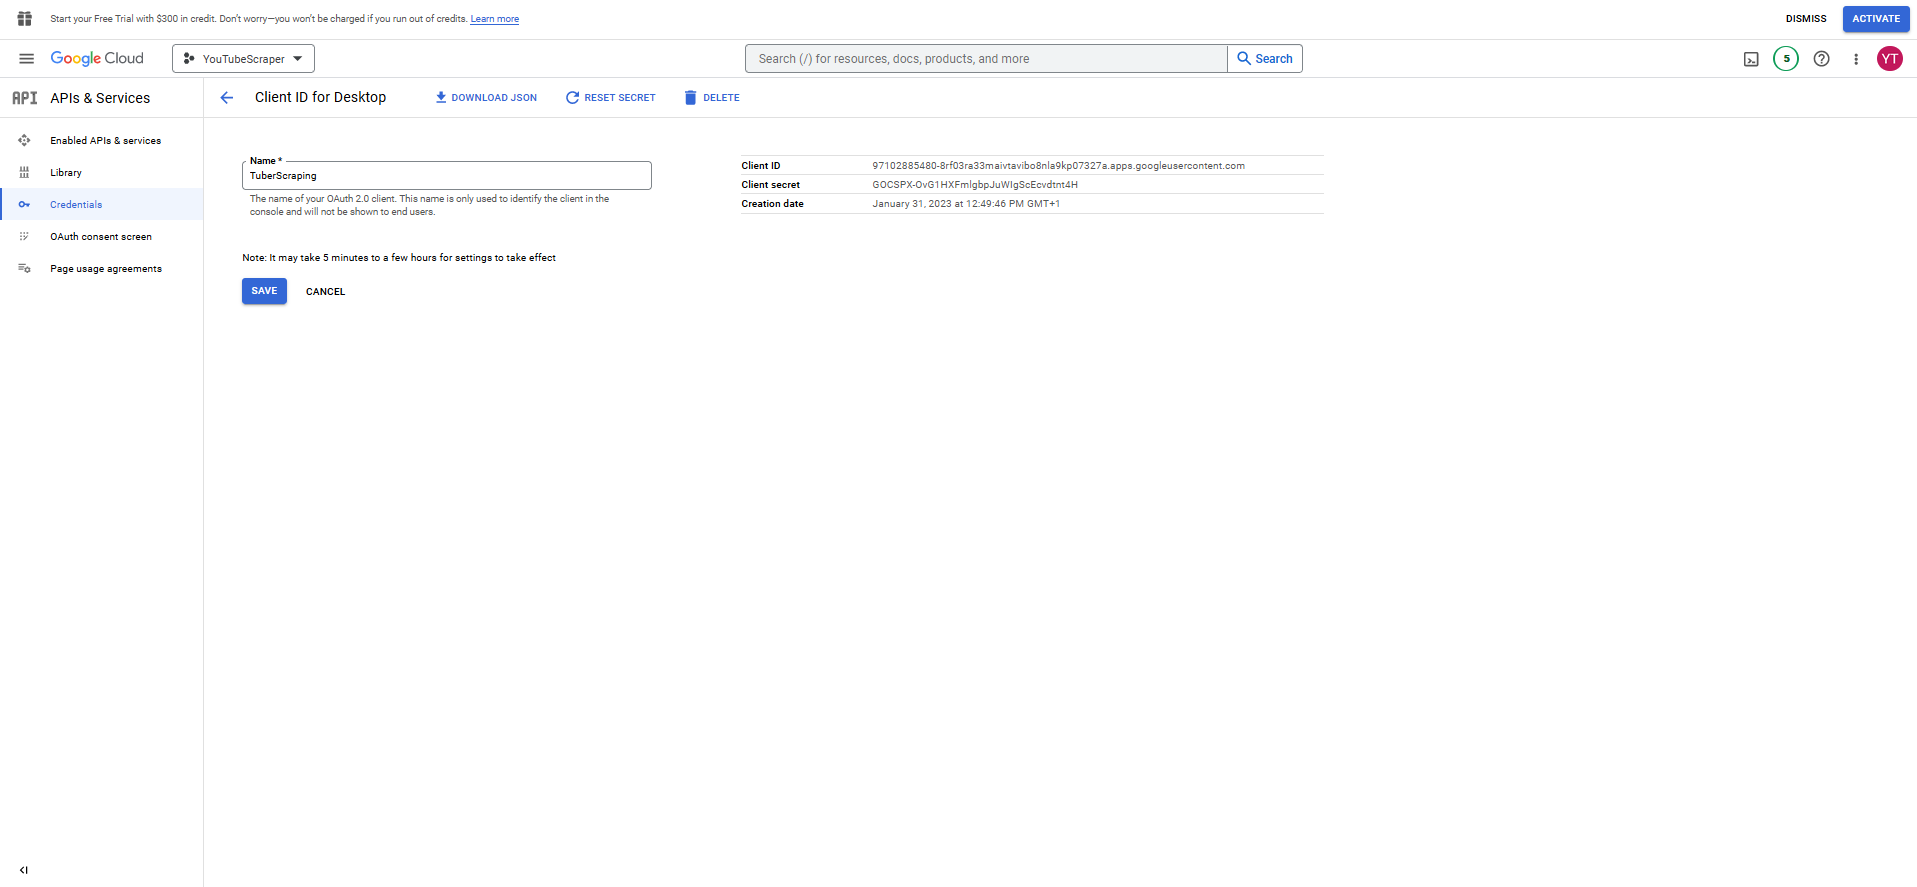 Start your Free Trial with $300 in credit. Don't worry—you won't be charged if you run out of credits. Learn more
DISMISS
ACTIVATE
Google Cloud
YouTubeScraper
Search (/) for resources, docs, products, and more
Search
5
YT
API
APIs & Services
Client ID for Desktop
DOWNLOAD JSON
RESET SECRET
DELETE
Enabled APIs & services
Library
Credentials
OAuth consent screen
Page usage agreements
Name *
TuberScraping
The name of your OAuth 2.0 client. This name is only used to identify the client in the
console and will not be shown to end users.
Note: It may take 5 minutes to a few hours for settings to take effect
SAVE
CANCEL
Client ID 97102885480-8rf03ra33maivtavibo8nla9kp07327a.apps.googleusercontent.com
Client secret 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
Creation date January 31, 2023 at 12:49:46 PM GMT+1